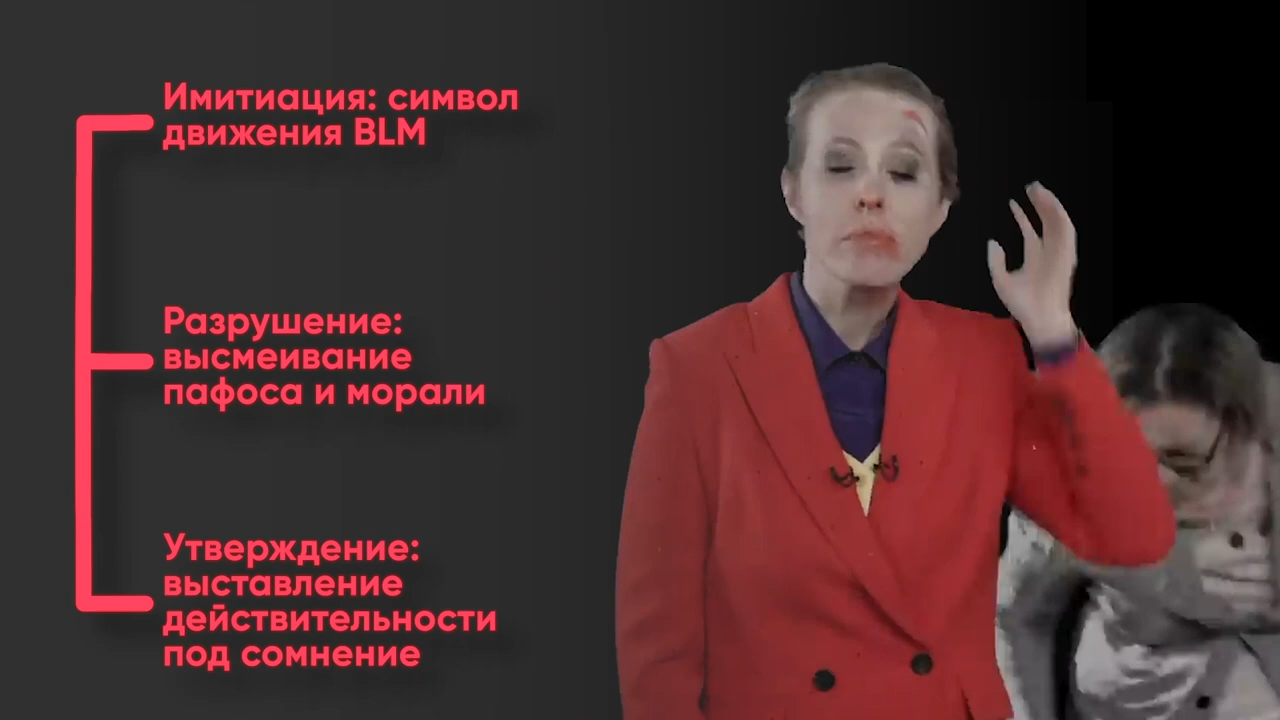 Имитиация: символ
движения BLM
Разрушение:
высмеивание
пафоса и морали
Утверждение:
выставление
действительности
под сомнение